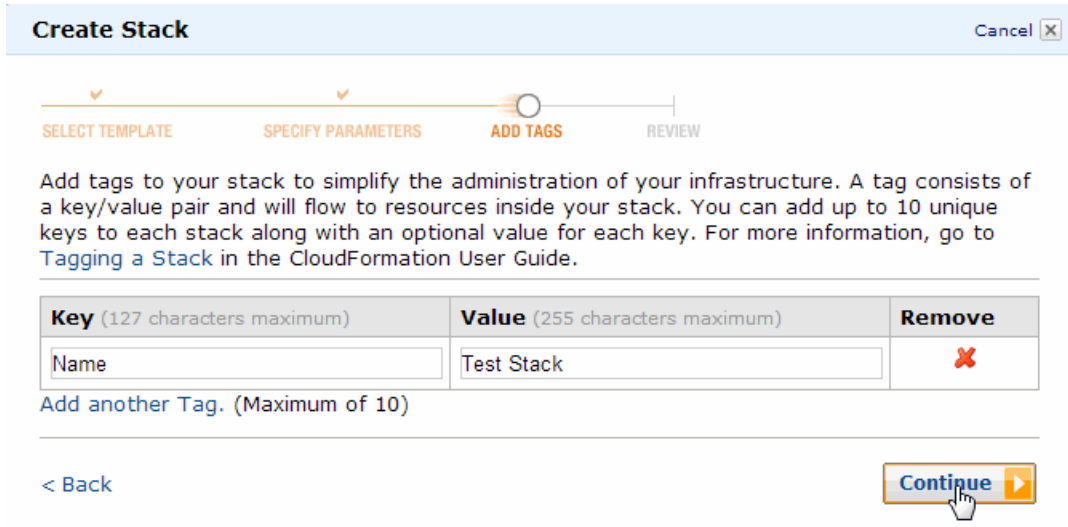 Create Stack
Cancel
SELECT TEMPLATE SPECIFY PARAMETERS ADD TAGS REVIEW
Add tags to your stack to simplify the administration of your infrastructure. A tag consists of
a key/value pair and will flow to resources inside your stack. You can add up to 10 unique
keys to each stack along with an optional value for each key. For more information, go to
Tagging a Stack in the CloudFormation User Guide.
Key (127 characters maximum) Value (255 characters maximum) Remove
Name Test Stack
Add another Tag. (Maximum of 10)
< Back Continue